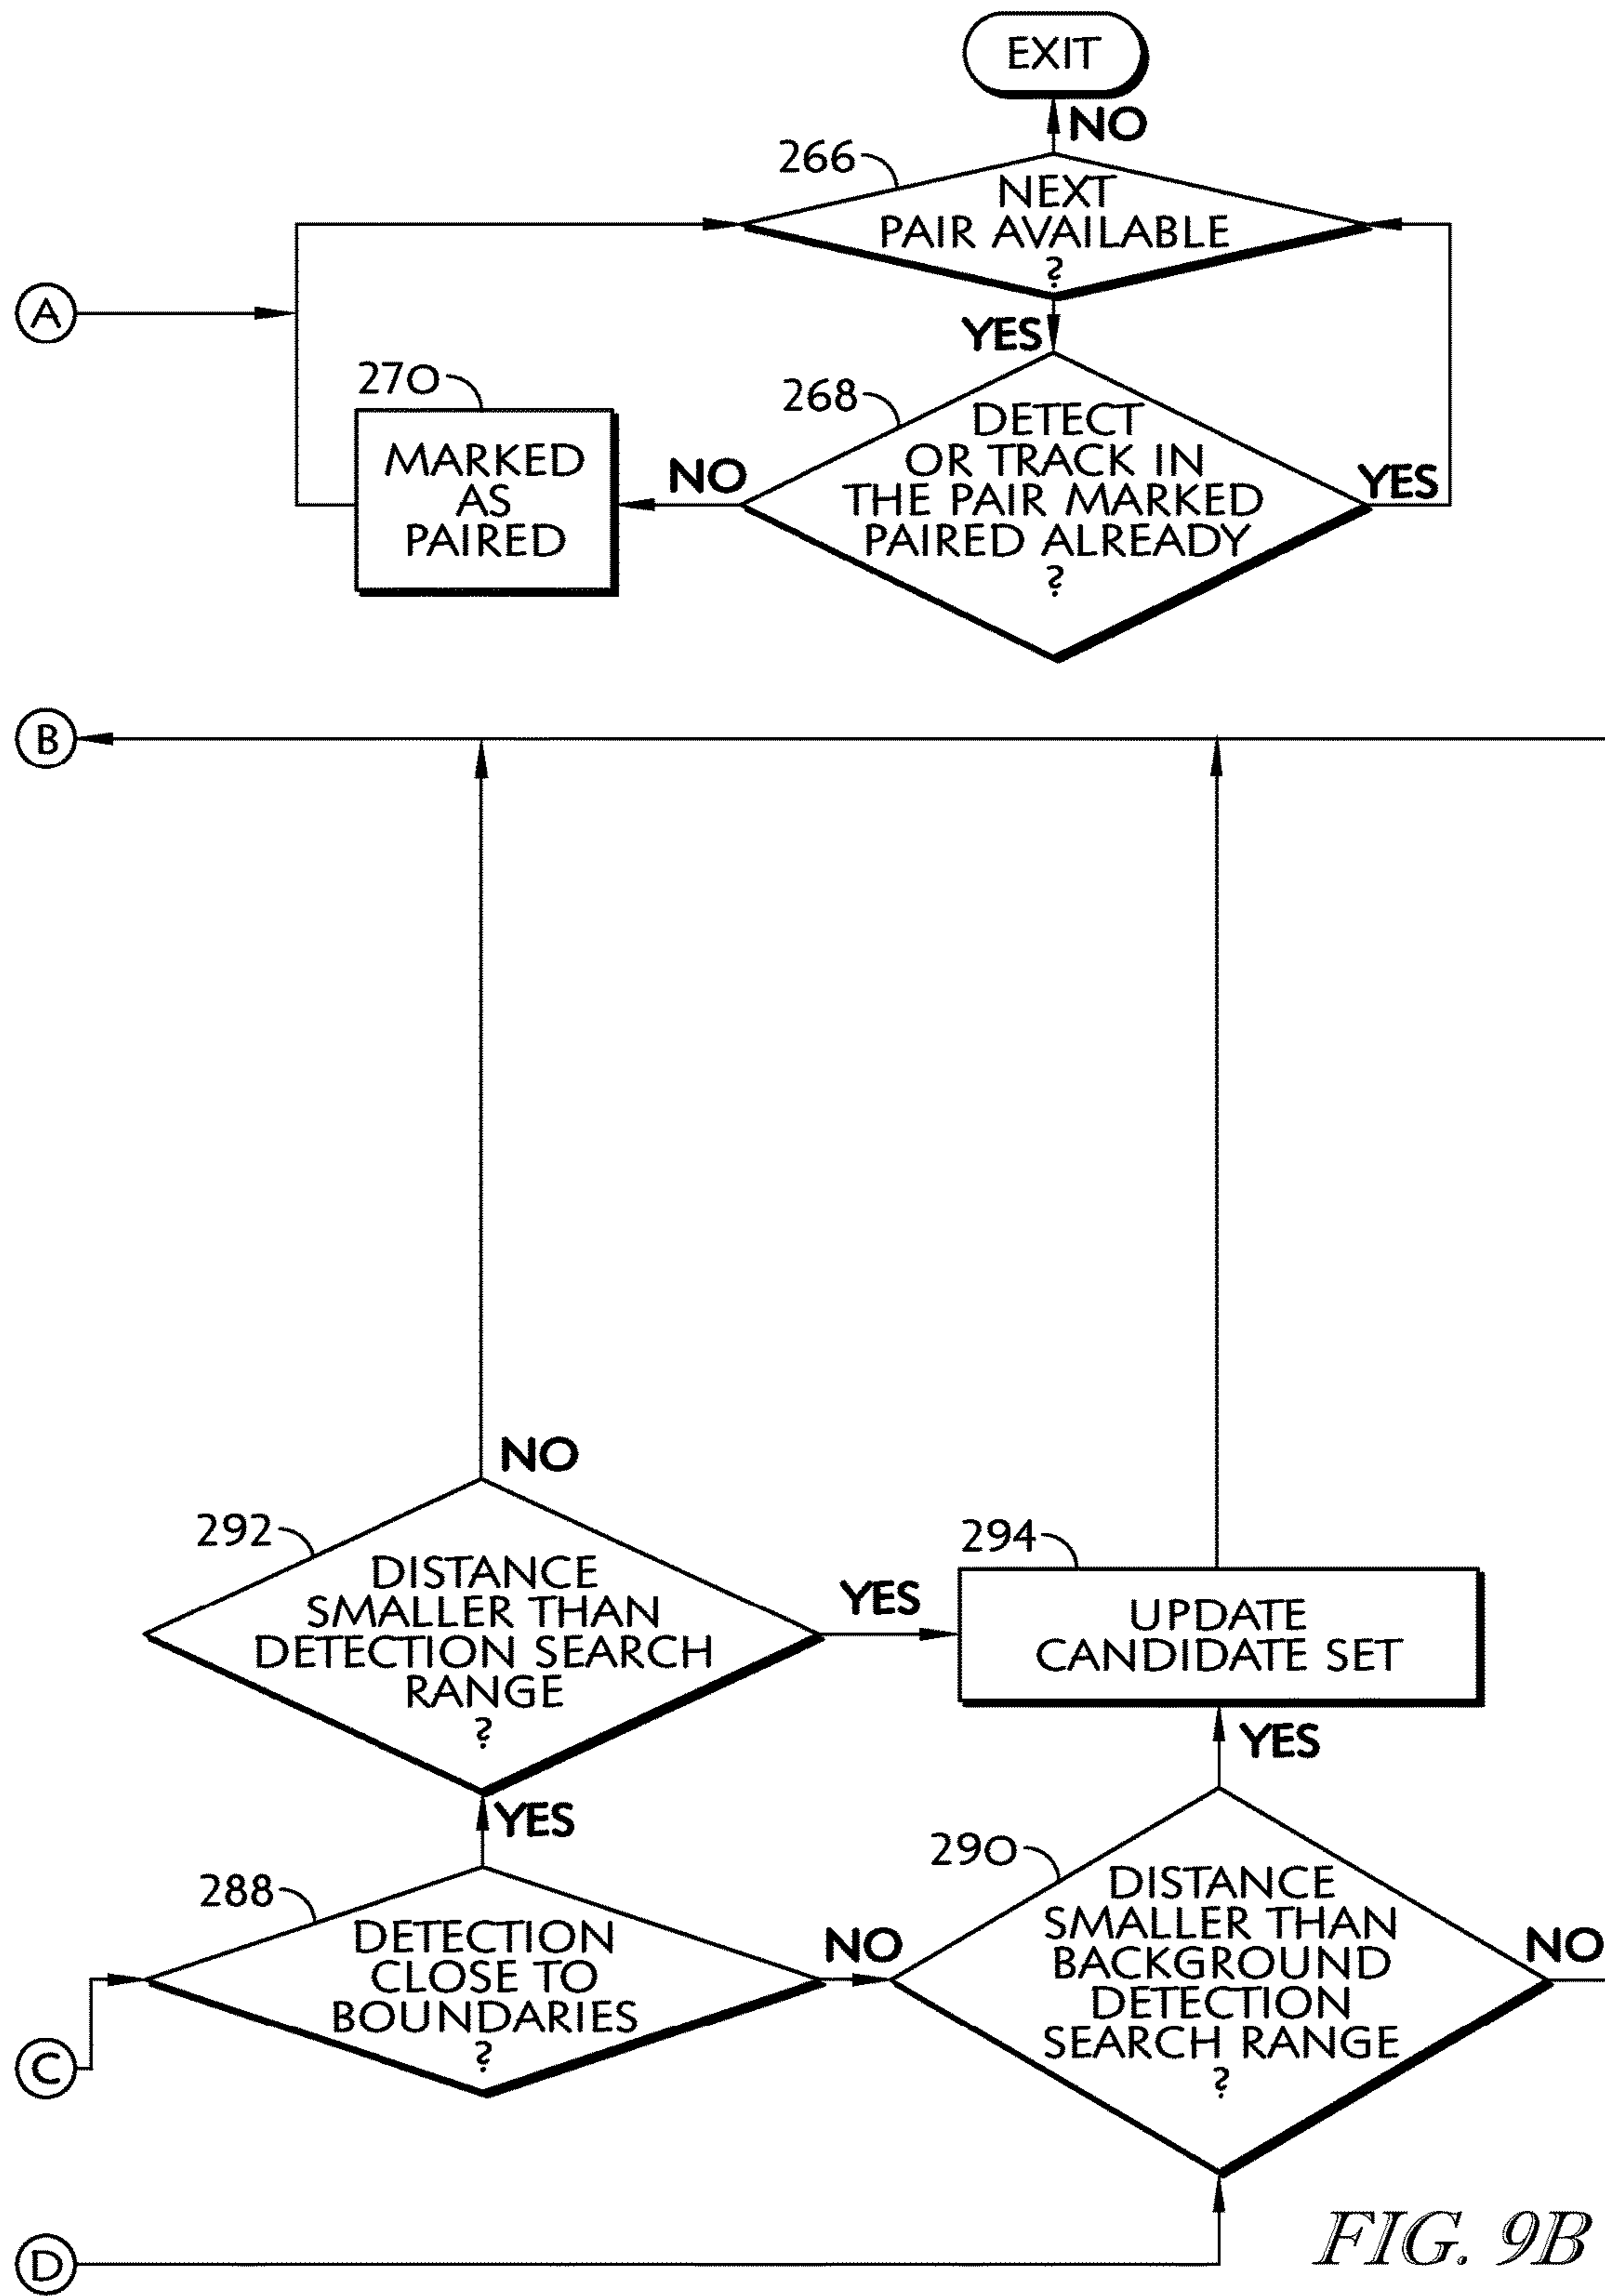 EXIT
NO
266
NEXT
PAIR AVAILABLE
?
A
YES
270
268
MARKED
AS
PAIRED
NO
DETECT
OR TRACK IN
THE PAIR MARKED
PAIRED ALREADY
?
YES
B
NO
292
DISTANCE
SMALLER THAN
DETECTION SEARCH
RANGE
?
YES
294
UPDATE
CANDIDATE SET
YES
YES
288
DETECTION
CLOSE TO
BOUNDARIES
?
NO
290
DISTANCE
SMALLER THAN
BACKGROUND
DETECTION
SEARCH RANGE
?
NO
C
D
FIG. 9B